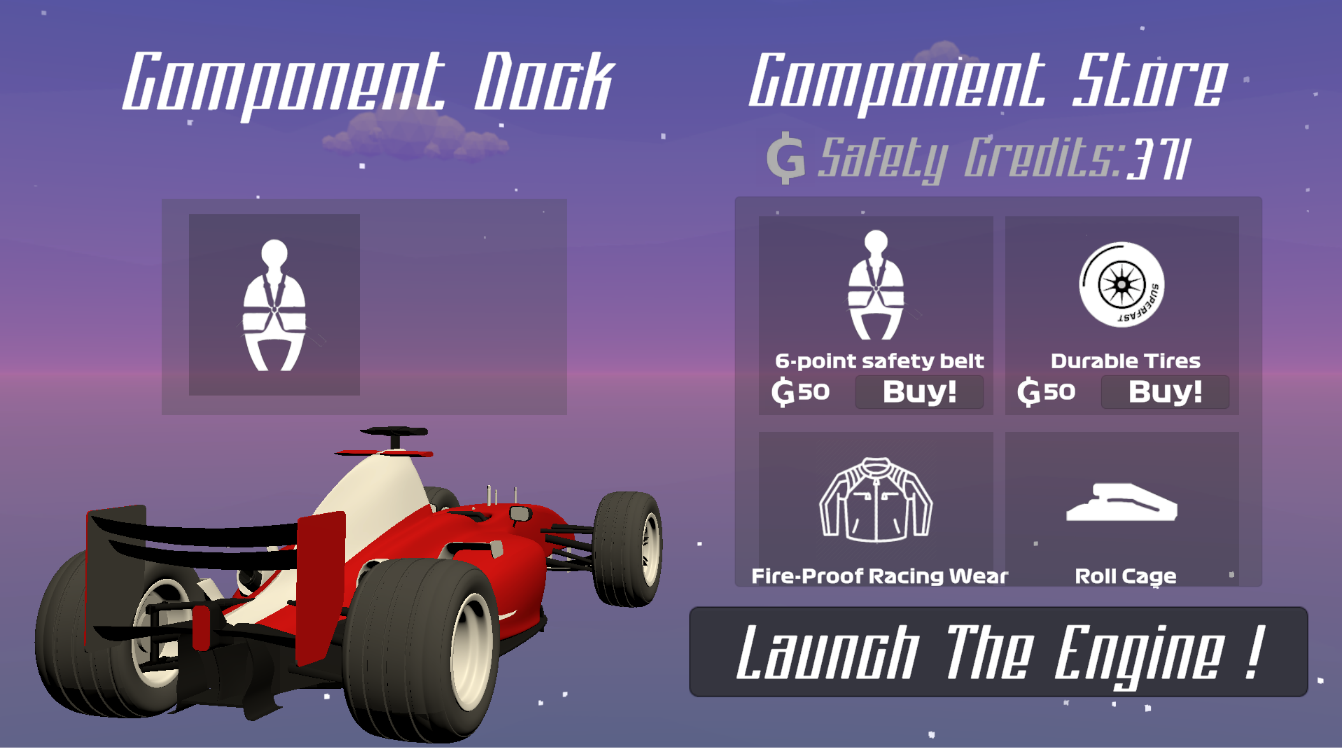 Component Dock
Component Store
Safety Credits:371
6-point safety belt
50 Buy!
SUPERFAST
Durable Tires
50 Buy!
Fire-Proof Racing Wear
Roll Cage
Launch The Engine !